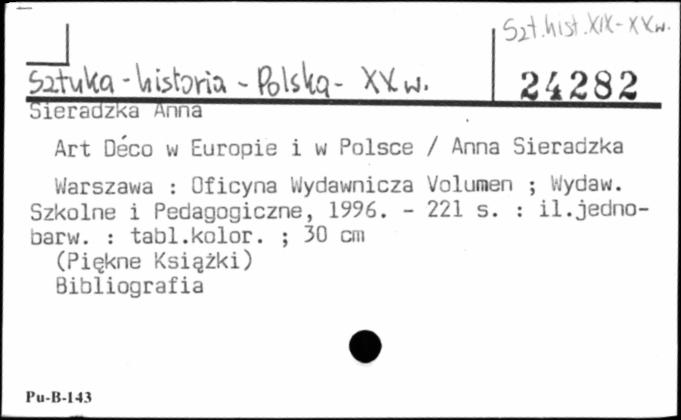 Szt.hist.XIX-XXw.
Sztuka-historia-Polska-XXw.
24282
Sieradzka Anna
Art Déco w Europie i w Polsce / Anna Sieradzka
Warszawa : Oficyna Wydawnicza Volumen ; Wydaw.
Szkolne i Pedagogiczne, 1996. - 221 s. : il.jedno-
barw. : tabl.kolor. ; 30 cm
(Piękne Książki)
Bibliografia
Pu-B-143